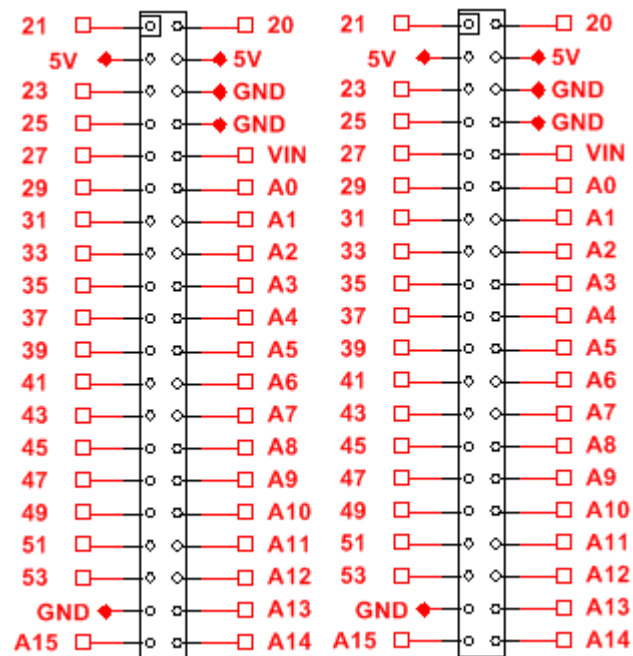 21 20 21 20
5V 5V 5V 5V
23 GND 23 GND
25 GND 25 GND
27 VIN 27 VIN
29 A0 29 A0
31 A1 31 A1
33 A2 33 A2
35 A3 35 A3
37 A4 37 A4
39 A5 39 A5
41 A6 41 A6
43 A7 43 A7
45 A8 45 A8
47 A9 47 A9
49 A10 49 A10
51 A11 51 A11
53 A12 53 A12
GND A13 GND A13
A15 A14 A15 A14